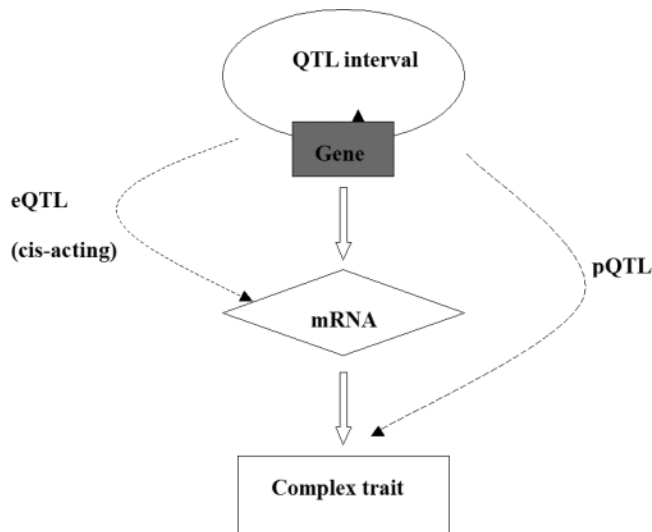 QTL interval
Gene
eQTL
(cis-acting)
pQTL
mRNA
Complex trait